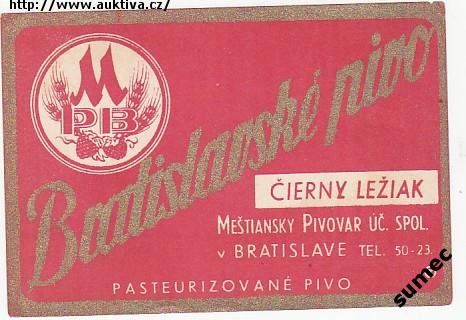 http://www.auktiva.cz/
M
PB
Bratislavské pivo
ČIERNY LEŽIAK
MEŠTIANSKY PIVOVAR ÚČ. SPOL.
V BRATISLAVE TEL. 50-23.
PASTEURIZOVANÉ PIVO
sumec